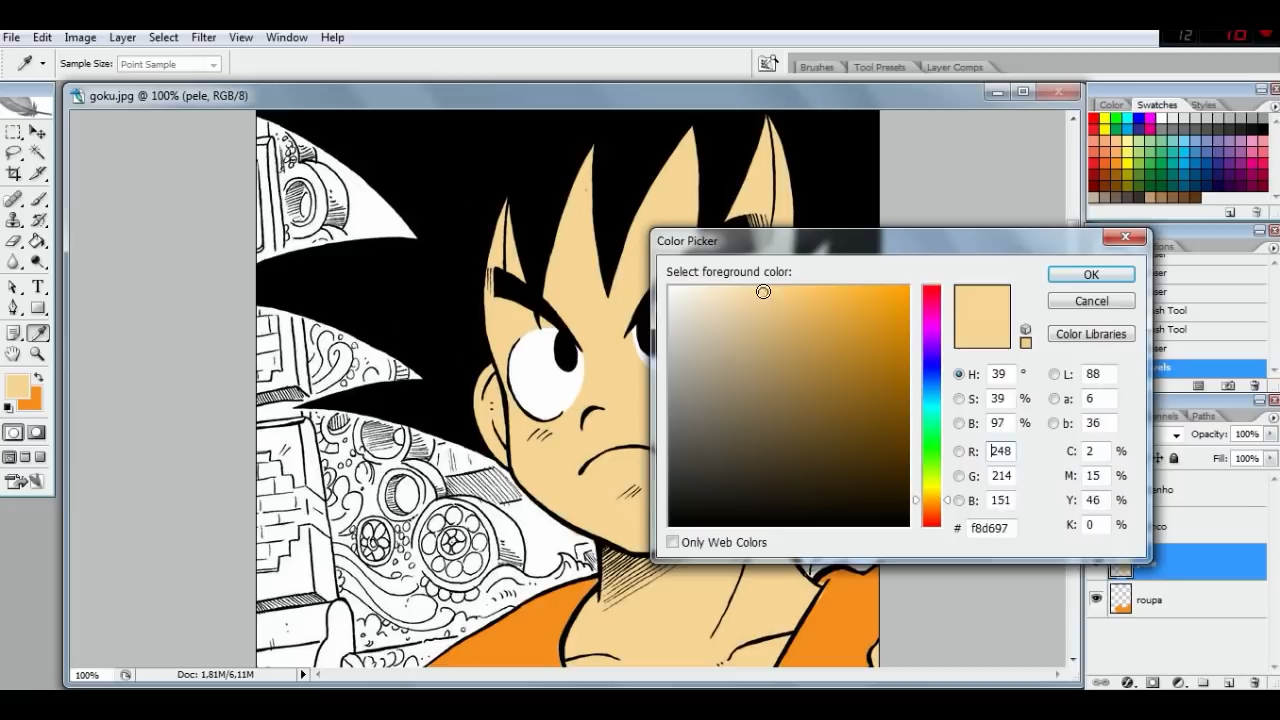 12 10
File Edit Image Layer Select Filter View Window Help
Sample Size: Point Sample
Brushes Tool Presets Layer Comps
goku.jpg @ 100% (pele, RGB/8)
Color Swatches Styles
Color Picker
Select foreground color:
OK
Cancel
Color Libraries
H: 39 ° L: 88
S: 39 % a: 6
B: 97 % b: 36
R: 248 C: 2 %
G: 214 M: 15 %
B: 151 Y: 46 %
# f8d697 K: 0 %
Only Web Colors
Paths
Opacity: 100%
Fill: 100%
roupa
100% Doc: 1,81M/6,11M